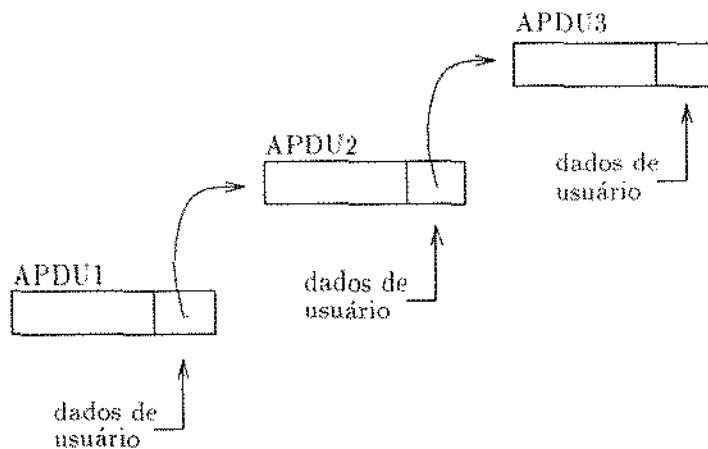 APDU3
dados de
usuário
APDU2
dados de
usuário
APDU1
dados de
usuário